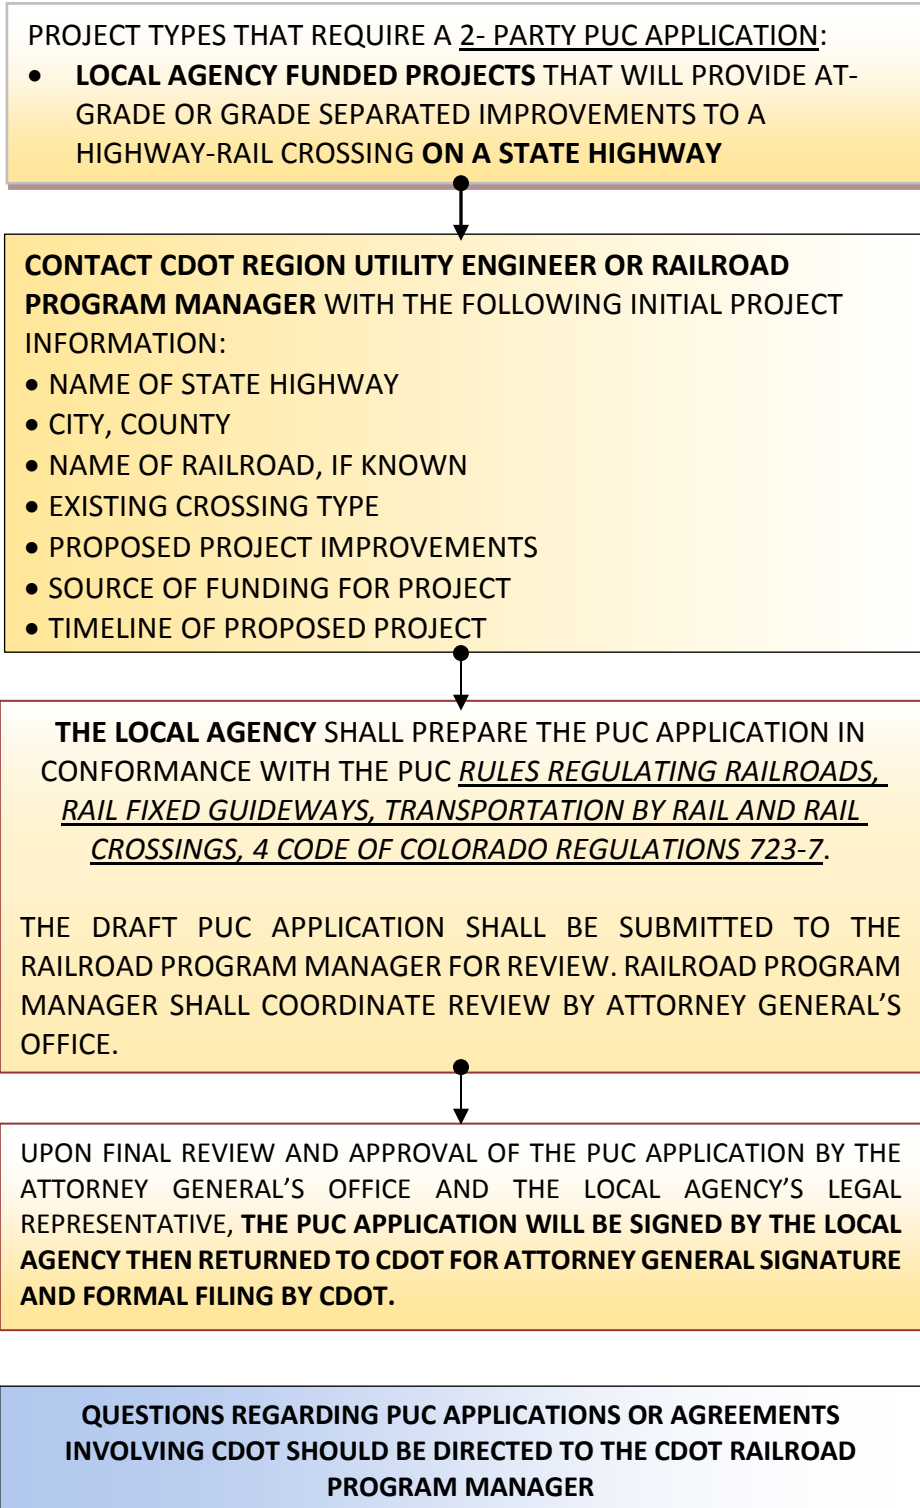 PROJECT TYPES THAT REQUIRE A 2- PARTY PUC APPLICATION:
• LOCAL AGENCY FUNDED PROJECTS THAT WILL PROVIDE AT-
GRADE OR GRADE SEPARATED IMPROVEMENTS TO A
HIGHWAY-RAIL CROSSING ON A STATE HIGHWAY
CONTACT CDOT REGION UTILITY ENGINEER OR RAILROAD
PROGRAM MANAGER WITH THE FOLLOWING INITIAL PROJECT
INFORMATION:
• NAME OF STATE HIGHWAY
• CITY, COUNTY
• NAME OF RAILROAD, IF KNOWN
• EXISTING CROSSING TYPE
• PROPOSED PROJECT IMPROVEMENTS
• SOURCE OF FUNDING FOR PROJECT
• TIMELINE OF PROPOSED PROJECT
THE LOCAL AGENCY SHALL PREPARE THE PUC APPLICATION IN
CONFORMANCE WITH THE PUC RULES REGULATING RAILROADS,
RAIL FIXED GUIDEWAYS, TRANSPORTATION BY RAIL AND RAIL
CROSSINGS, 4 CODE OF COLORADO REGULATIONS 723-7.
THE DRAFT PUC APPLICATION SHALL BE SUBMITTED TO THE
RAILROAD PROGRAM MANAGER FOR REVIEW. RAILROAD PROGRAM
MANAGER SHALL COORDINATE REVIEW BY ATTORNEY GENERAL'S
OFFICE.
UPON FINAL REVIEW AND APPROVAL OF THE PUC APPLICATION BY THE
ATTORNEY GENERAL'S OFFICE AND THE LOCAL AGENCY'S LEGAL
REPRESENTATIVE, THE PUC APPLICATION WILL BE SIGNED BY THE LOCAL
AGENCY THEN RETURNED TO CDOT FOR ATTORNEY GENERAL SIGNATURE
AND FORMAL FILING BY CDOT.
QUESTIONS REGARDING PUC APPLICATIONS OR AGREEMENTS
INVOLVING CDOT SHOULD BE DIRECTED TO THE CDOT RAILROAD
PROGRAM MANAGER